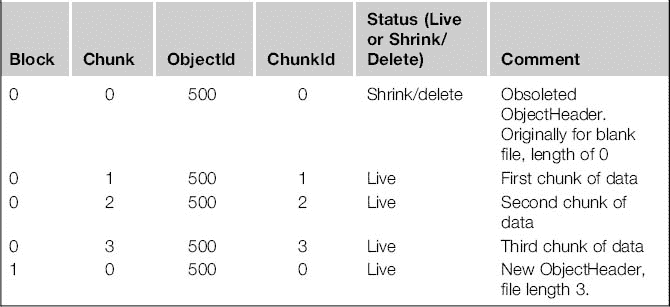 Block Chunk ObjectId ChunkId Status (Live or Shrink/ Delete) Comment
0 0 500 0 Shrink/delete Obsoleted
ObjectHeader.
Originally for blank
file, length of 0
0 1 500 1 Live First chunk of data
0 2 500 2 Live Second chunk of
data
0 3 500 3 Live Third chunk of data
1 0 500 0 Live New ObjectHeader,
file length 3.